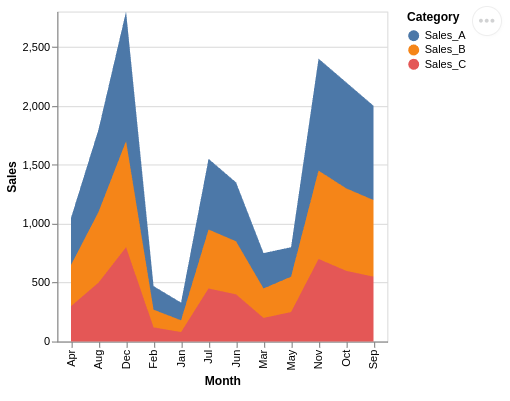 Category
Sales_A
Sales_B
Sales_C
2,500
2,000
1,500
1,000
500
0
Sales
Apr Aug Dec Feb Jan Jul Jun Mar May Nov Oct Sep
Month